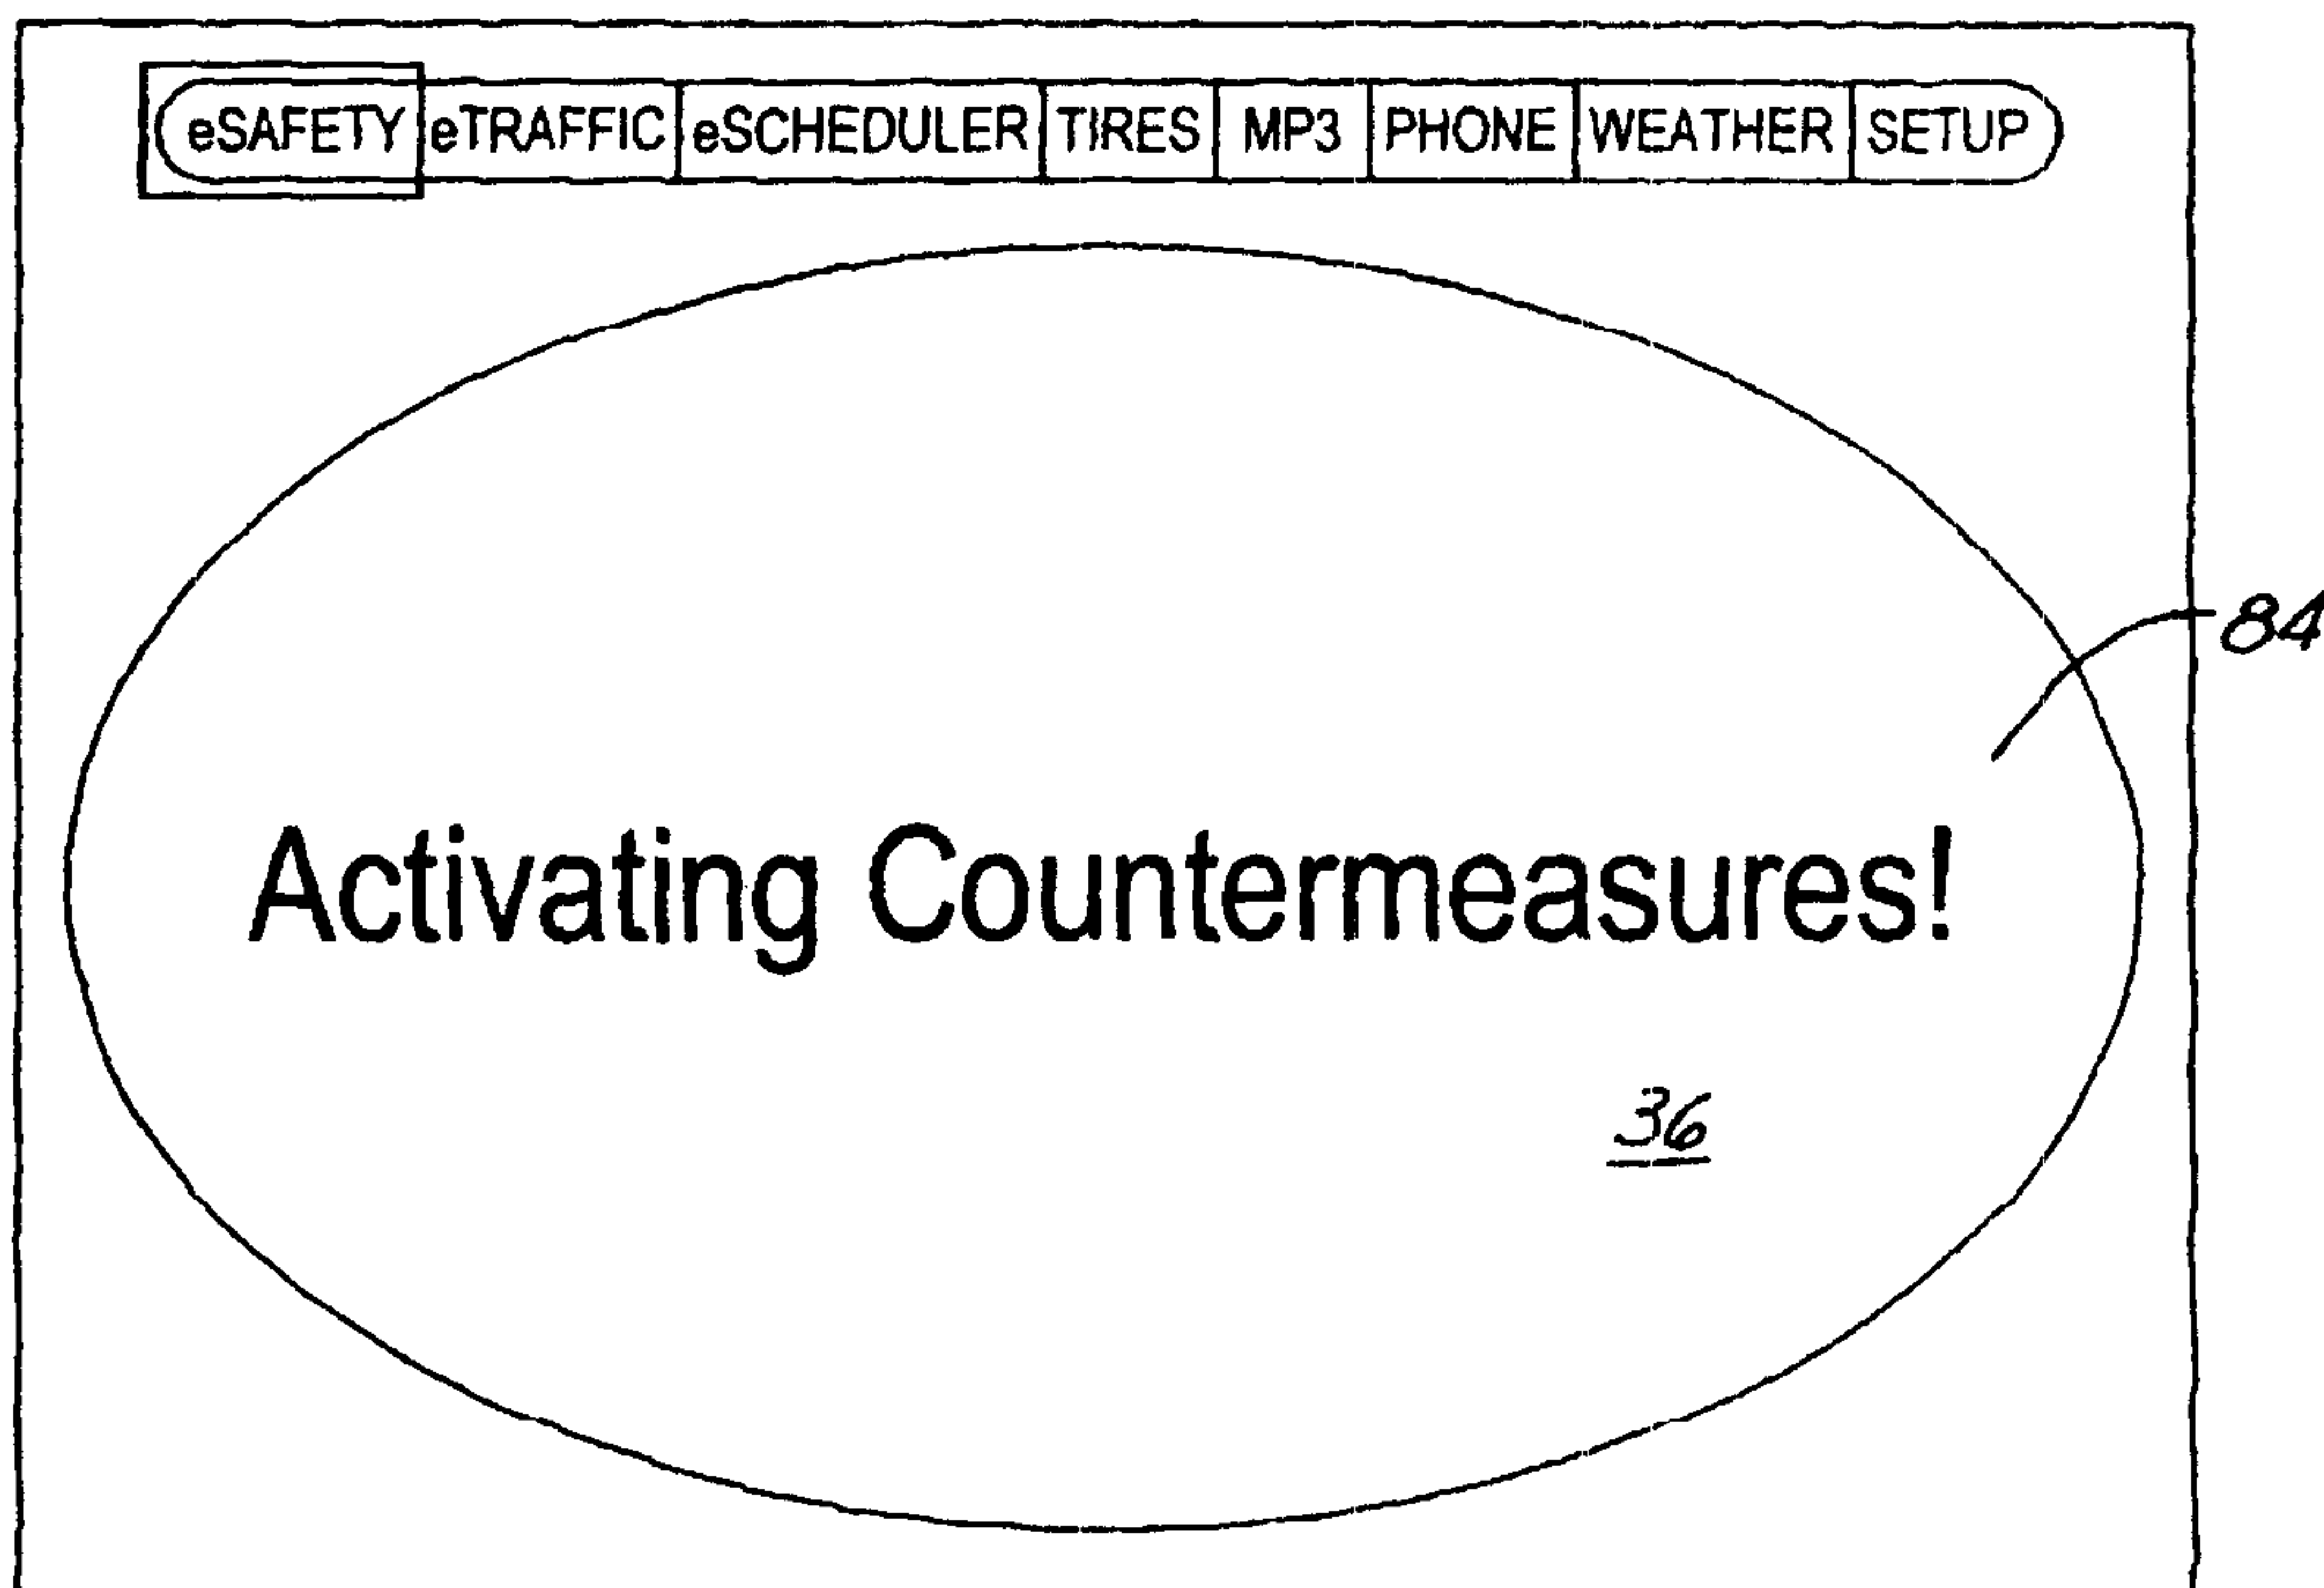 eSAFETY eTRAFFIC eSCHEDULER TIRES MP3 PHONE WEATHER SETUP
84
Activating Countermeasures!
36